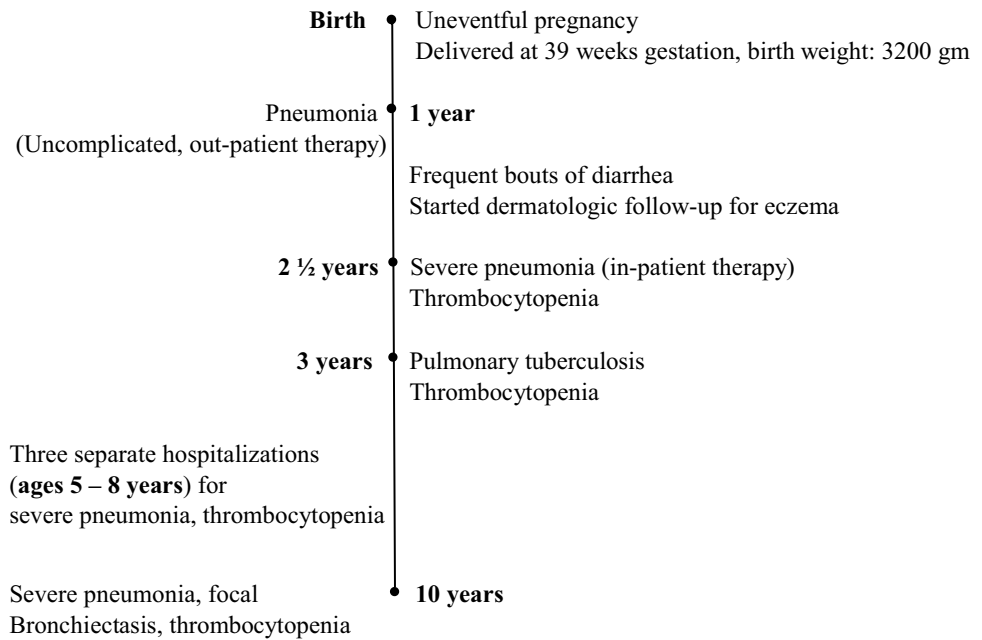 Birth
Uneventful pregnancy
Delivered at 39 weeks gestation, birth weight: 3200 gm
Pneumonia
(Uncomplicated, out-patient therapy)
1 year
Frequent bouts of diarrhea
Started dermatologic follow-up for eczema
2 ½ years
Severe pneumonia (in-patient therapy)
Thrombocytopenia
3 years
Pulmonary tuberculosis
Thrombocytopenia
Three separate hospitalizations
(ages 5 – 8 years) for
severe pneumonia, thrombocytopenia
Severe pneumonia, focal
Bronchiectasis, thrombocytopenia
10 years